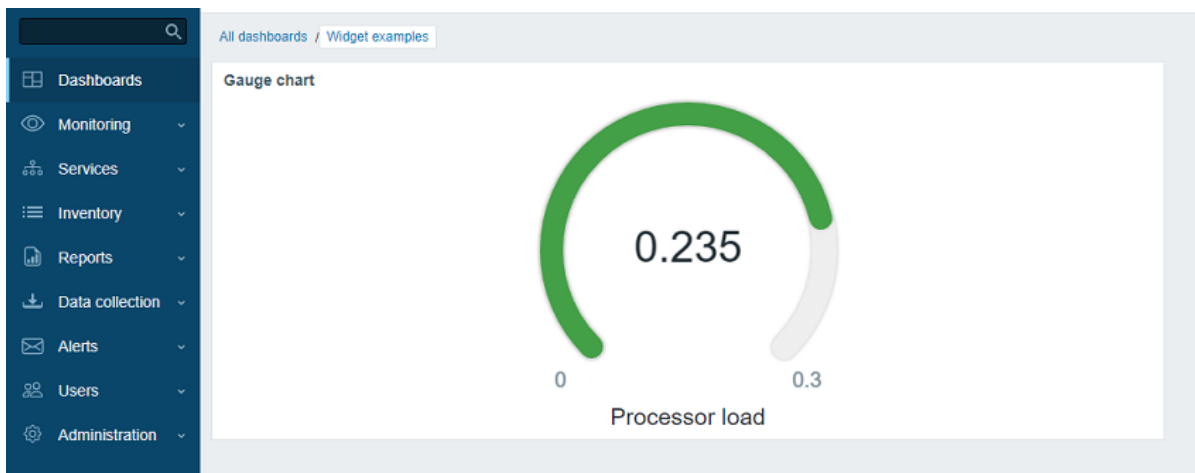 All dashboards / Widget examples
Dashboards
Monitoring
Services
Inventory
Reports
Data collection
Alerts
Users
Administration
Gauge chart
0.235
0 0.3
Processor load